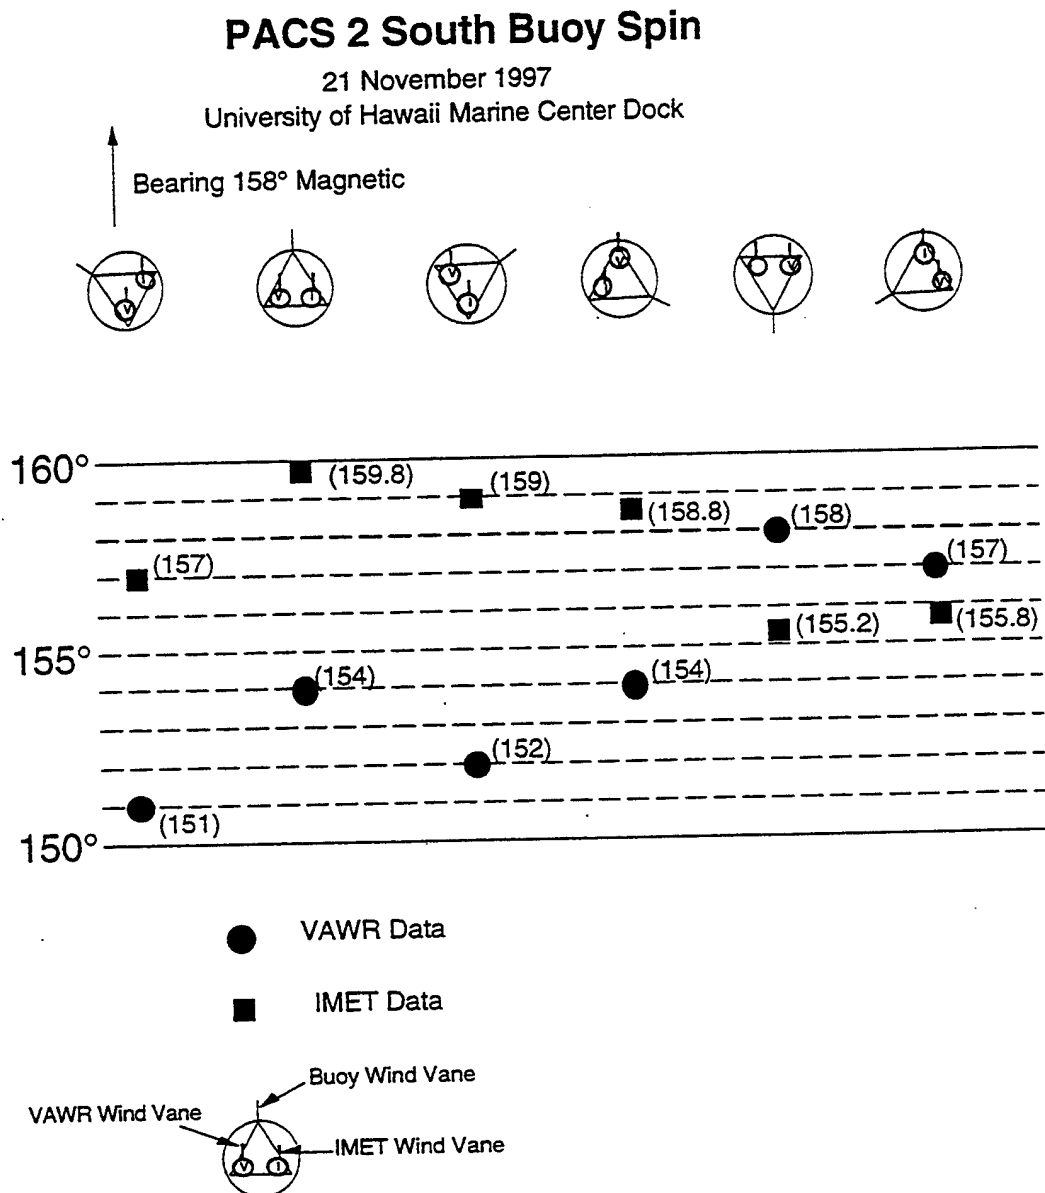 PACS 2 South Buoy Spin
21 November 1997
University of Hawaii Marine Center Dock
Bearing 158° Magnetic
V I
V I
V I
V I
V
I V
160°
(159.8)
(159)
(158.8)
(158)
(157)
(157)
(155.2)
(155.8)
155°
(154)
(154)
(152)
(151)
150°
VAWR Data
IMET Data
Buoy Wind Vane
VAWR Wind Vane
IMET Wind Vane
V I